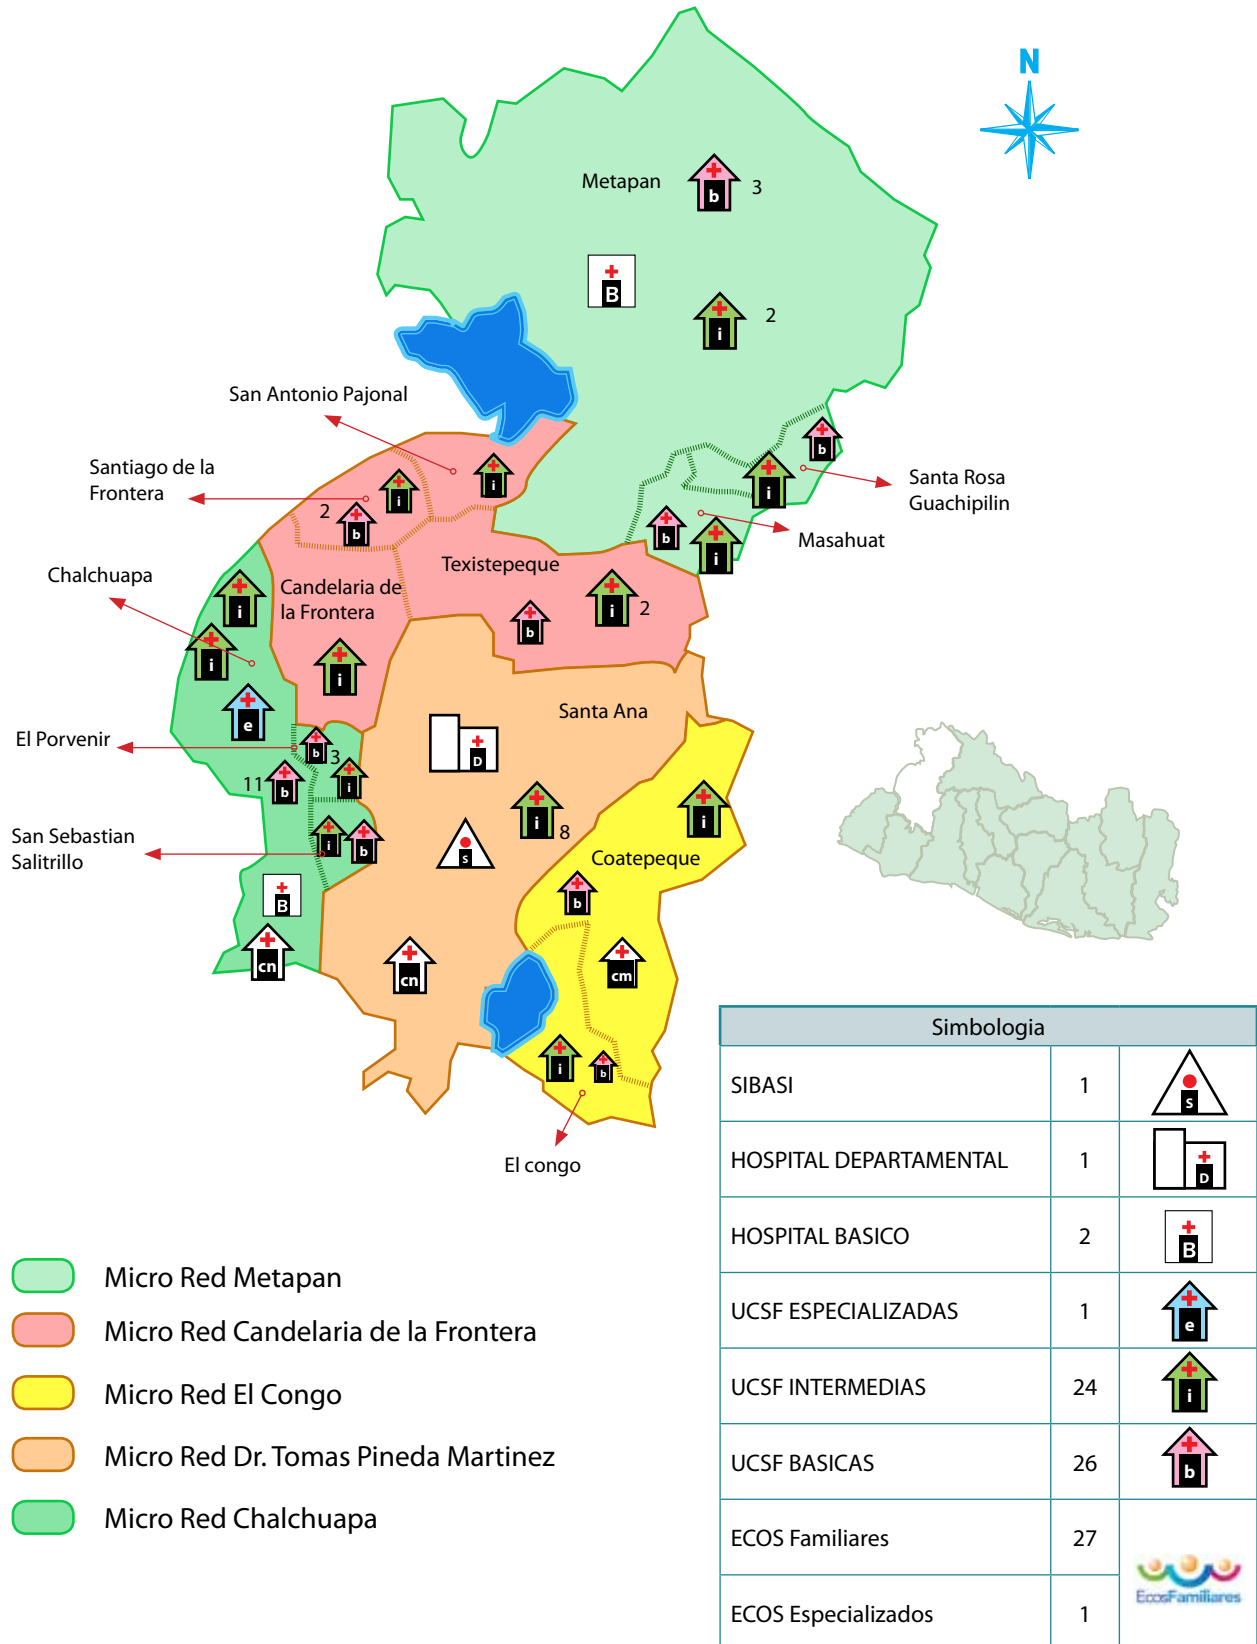 N
Metapan
b
3
B
i
2
San Antonio Pajonal
Santiago de la
Frontera
i
i
2
b
b
Santa Rosa
Guachipilin
i
b
Masahuat
i
Chalchuapa
Texistepeque
Candelaria de
la Frontera
i
i
2
b
i
i
e
Santa Ana
El Porvenir
b
3
i
11
b
D
i
8
i
San Sebastian
Salitrillo
i
b
s
Coatepeque
b
B
cn
cn
cm
i
b
El congo
Micro Red Metapan
Micro Red Candelaria de la Frontera
Micro Red El Congo
Micro Red Dr. Tomas Pineda Martinez
Micro Red Chalchuapa
Simbologia
SIBASI 1 s
HOSPITAL DEPARTAMENTAL 1 D
HOSPITAL BASICO 2 B
UCSF ESPECIALIZADAS 1 e
UCSF INTERMEDIAS 24 i
UCSF BASICAS 26 b
ECOS Familiares 27
EcosFamiliares
ECOS Especializados 1